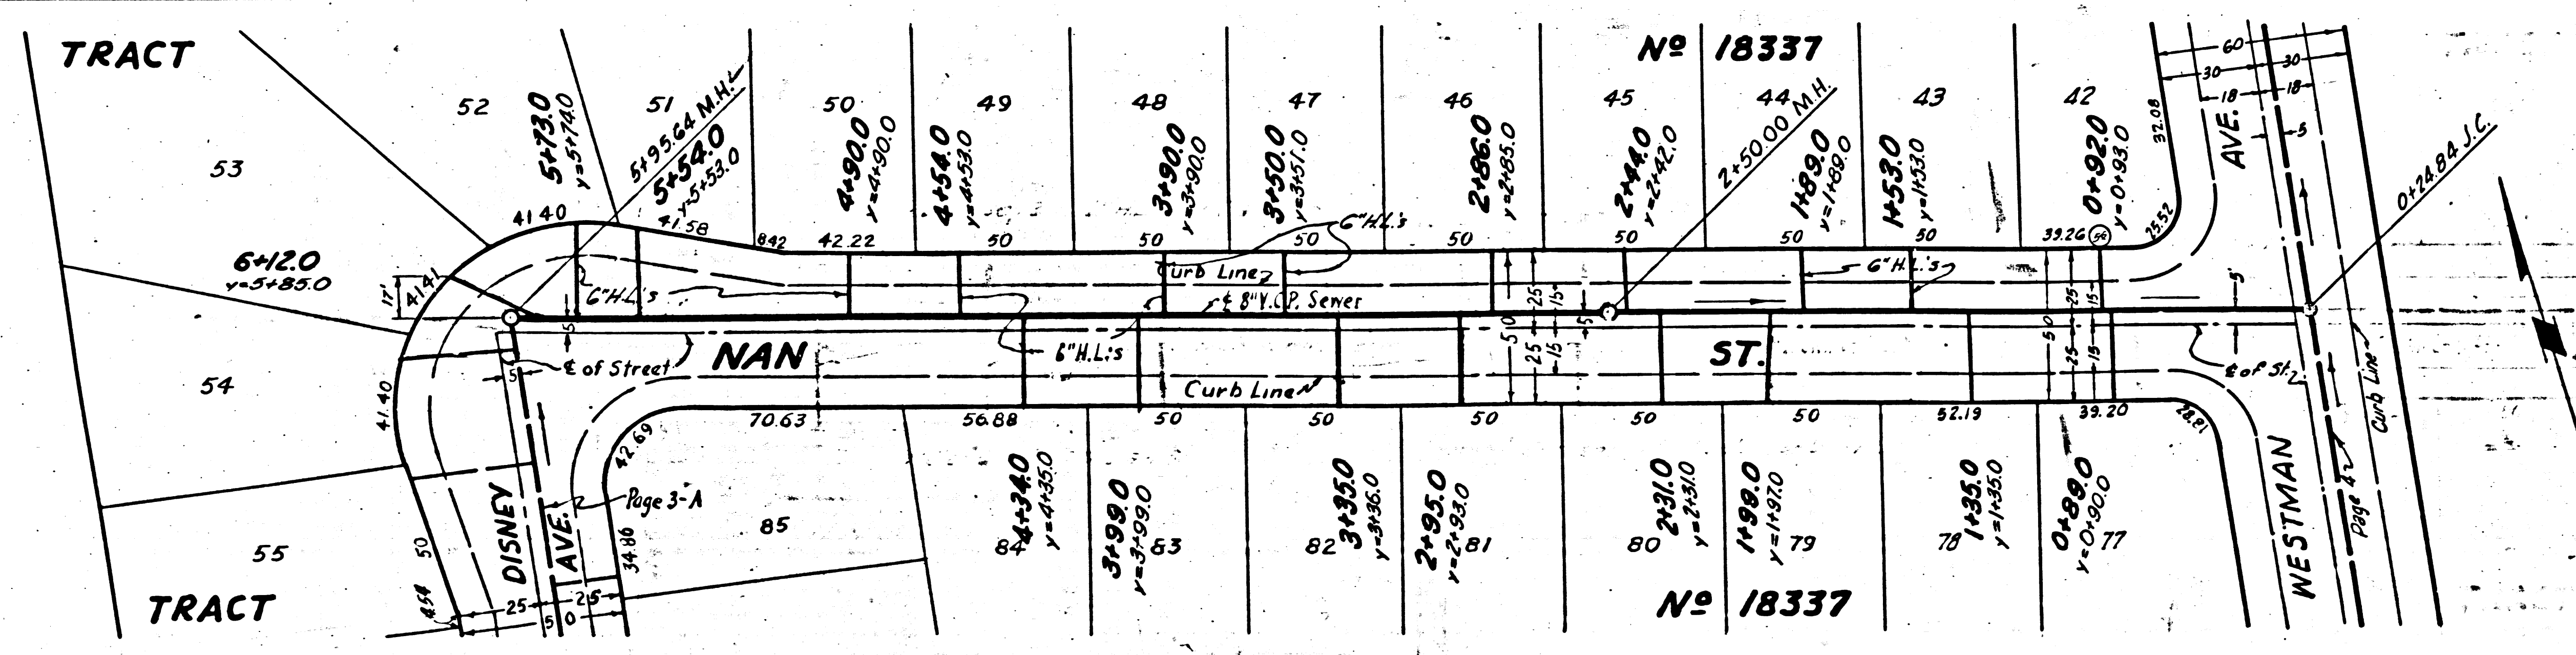 TRACT
Nº 18337
53
52
5+73.0
y=5+74.0
51
5+95.64 M.H.
5+54.0
y=5+53.0
50
4+90.0
y=4+90.0
49
4+54.0
y=4+53.0
48
3+90.0
y=3+90.0
47
3+50.0
y=3+51.0
46
2+86.0
y=2+85.0
45
2+44.0
y=2+42.0
44
2+50.00 M.H.
1+89.0
y=1+89.0
43
1+53.0
y=1+53.0
42
0+92.0
y=0+93.0
32.08
AVE.
60
30
30
18
18
5
0+24.84 J.C.
41.40
41.58
8.42
42.22
50
50
50
6"H.L.'s
50
50
50
50
39.26
25.52
6+12.0
y=5+85.0
17'
41.41
6"H.L.'s
Curb Line
₵ 8" V.C.P. Sewer
6"H.L.'s
25
15
5
50
25
15
25
15
50
25
15
5
5
NAN
ST.
₵ of Street
5
6"H.L.'s
Curb Line
₵ of St.
Curb Line
54
41.40
42.69
70.63
56.88
50
50
50
50
50
52.19
39.20
28.81
55
50
4.54
DISNEY
AVE.
Page 3-A
34.86
25
25
50
85
84
4+34.0
y=4+35.0
3+99.0
y=3+99.0
83
82
3+35.0
y=3+36.0
2+95.0
y=2+93.0
81
80
2+31.0
y=2+31.0
1+98.0
y=1+97.0
79
78
1+35.0
y=1+35.0
0+89.0
y=0+90.0
77
WESTMAN
Page 4
TRACT
Nº 18337